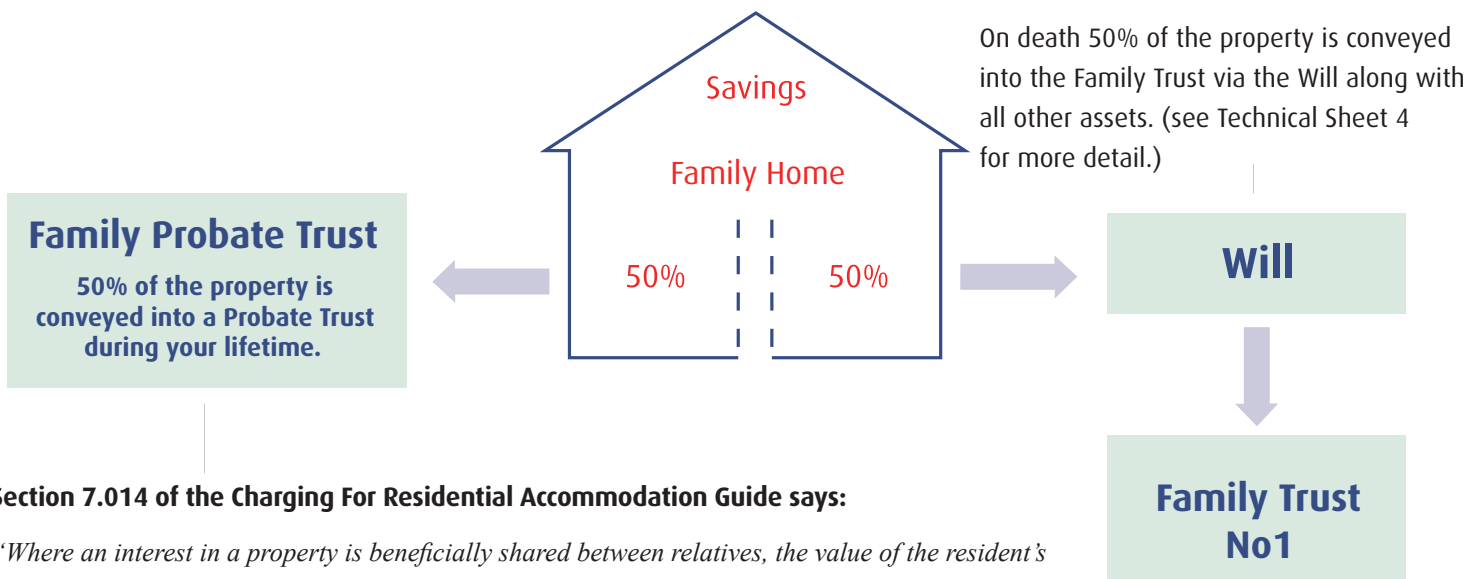 On death 50% of the property is conveyed
into the Family Trust via the Will along with
all other assets. (see Technical Sheet 4
for more detail.)
Savings
Family Home
50%
50%
Family Probate Trust
50% of the property is
conveyed into a Probate Trust
during your lifetime.
Will
Section 7.014 of the Charging For Residential Accommodation Guide says:
“Where an interest in a property is beneficially shared between relatives, the value of the resident’s
Family Trust
No1